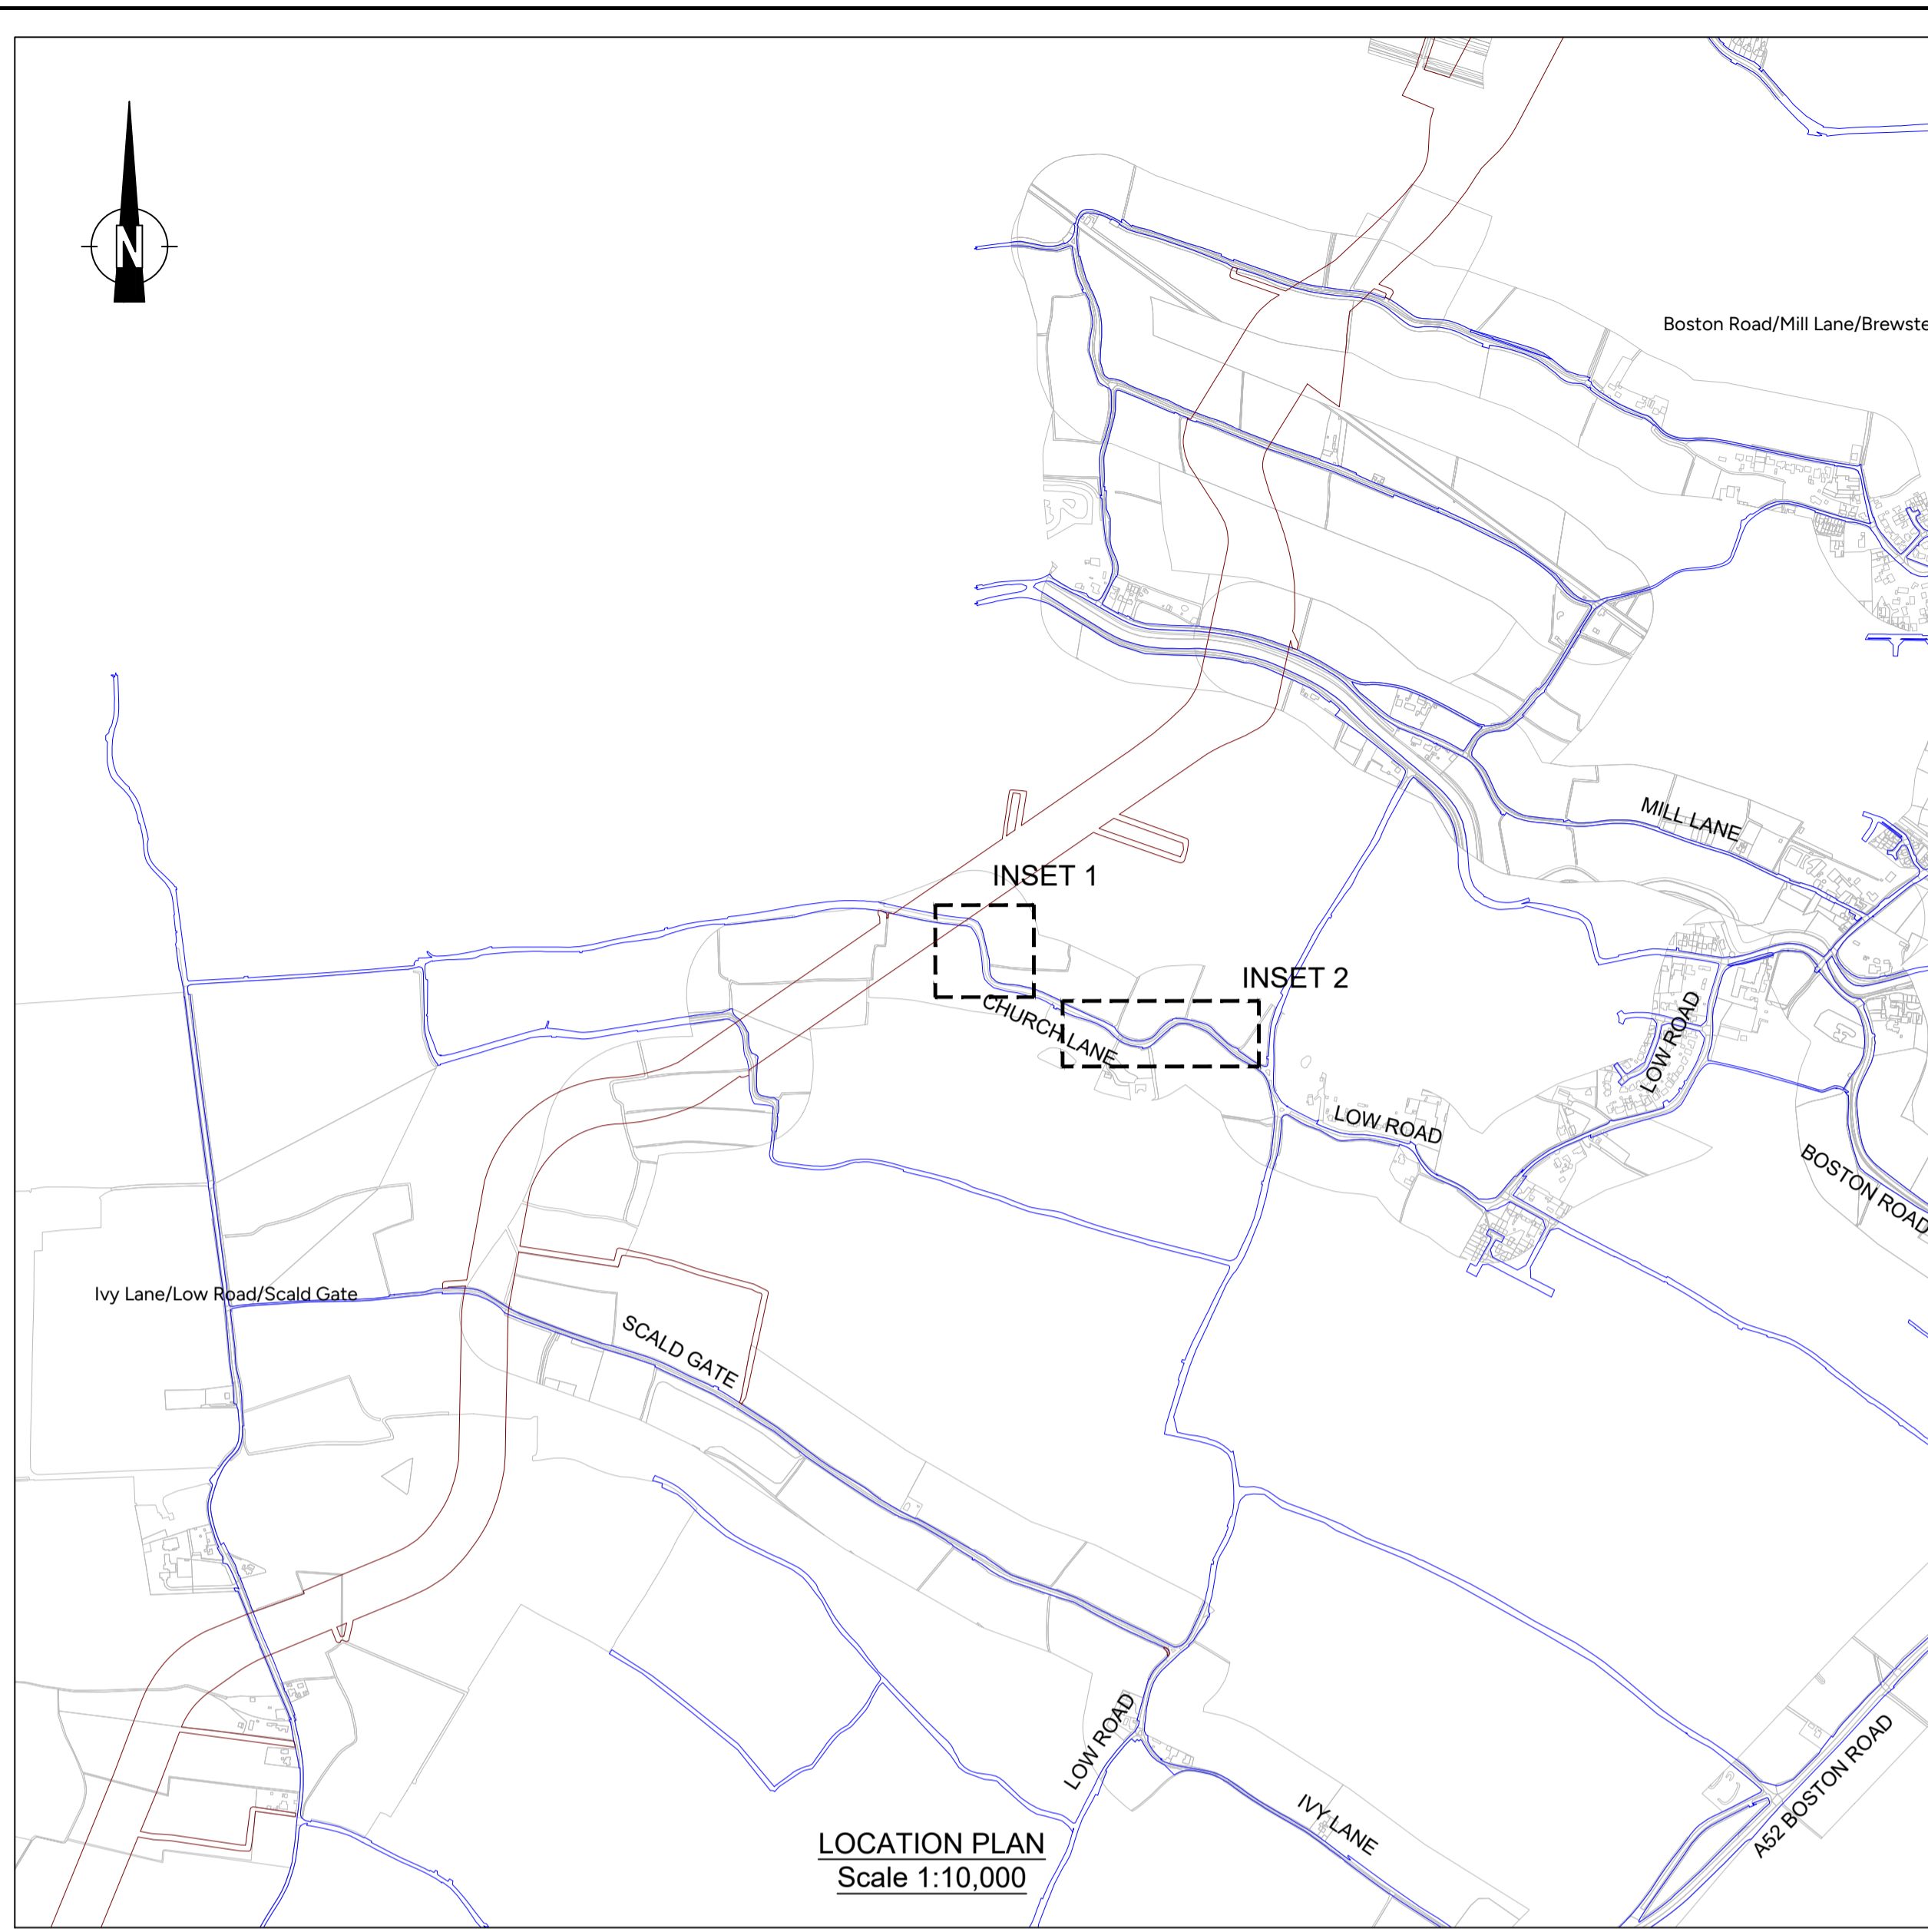 N
Boston Road/Mill Lane/Brewste
MILL LANE
INSET 1
INSET 2
CHURCH LANE
LOW ROAD
LOW ROAD
BOSTON ROAD
Ivy Lane/Low Road/Scald Gate
SCALD GATE
LOW ROAD
IVY LANE
A52 BOSTON ROAD
LOCATION PLAN
Scale 1:10,000